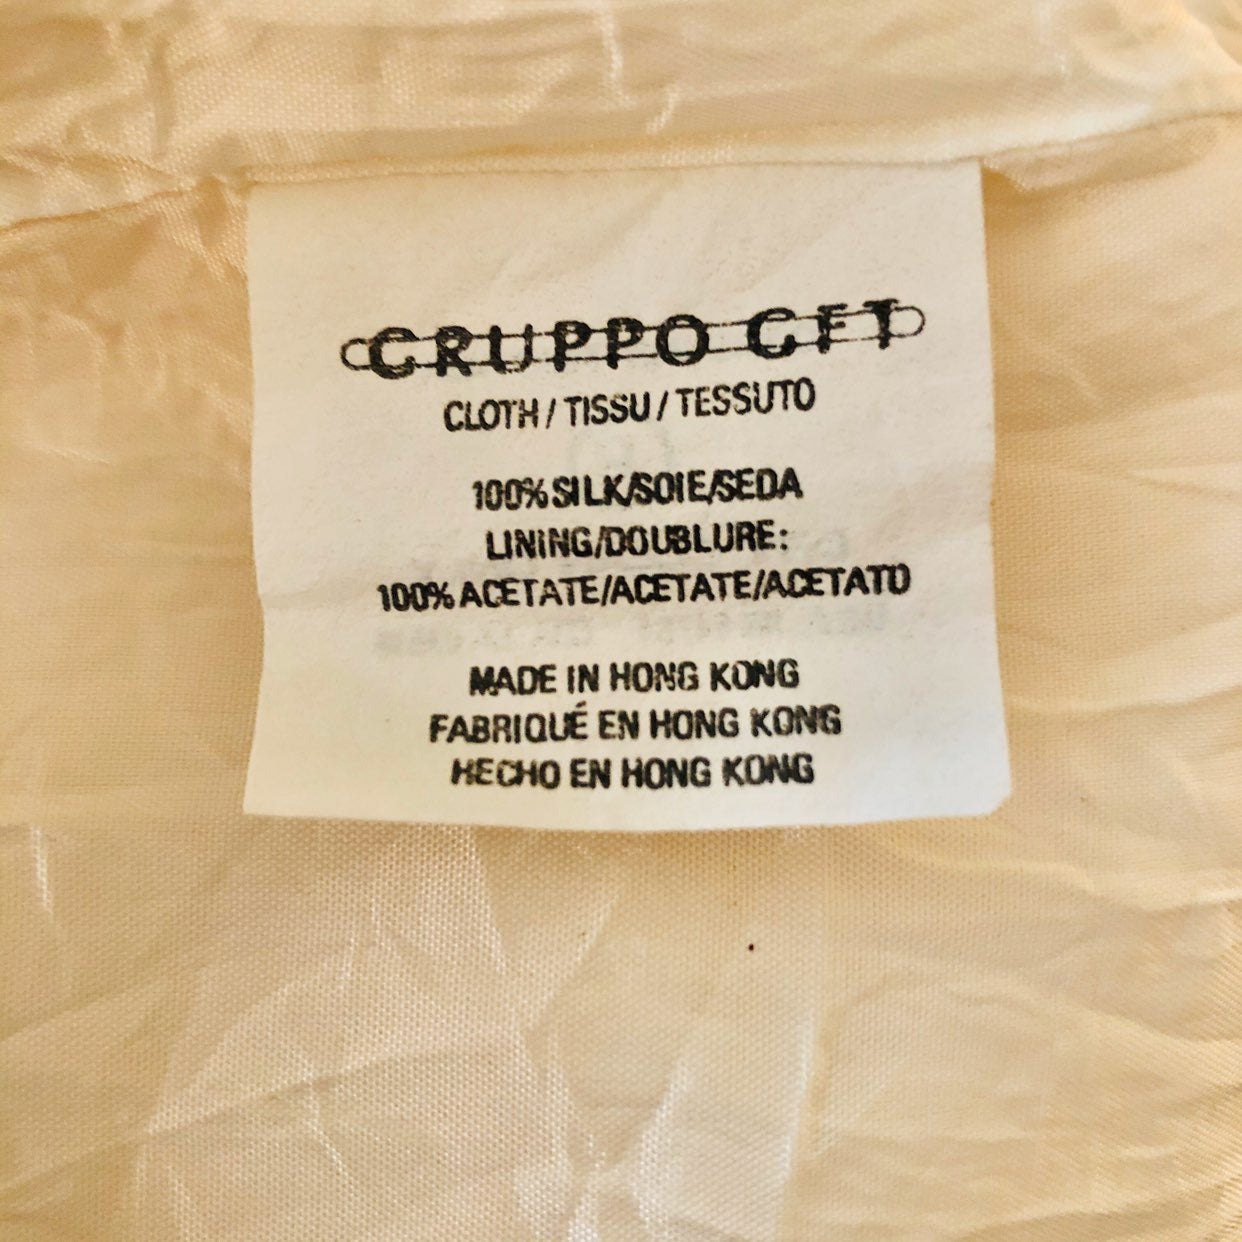 GRUPPO GFT
CLOTH / TISSU / TESSUTO
100% SILK/SOIE/SEDA
LINING/DOUBLURE:
100% ACETATE/ACETATE/ACETATO
MADE IN HONG KONG
FABRIQUÉ EN HONG KONG
HECHO EN HONG KONG